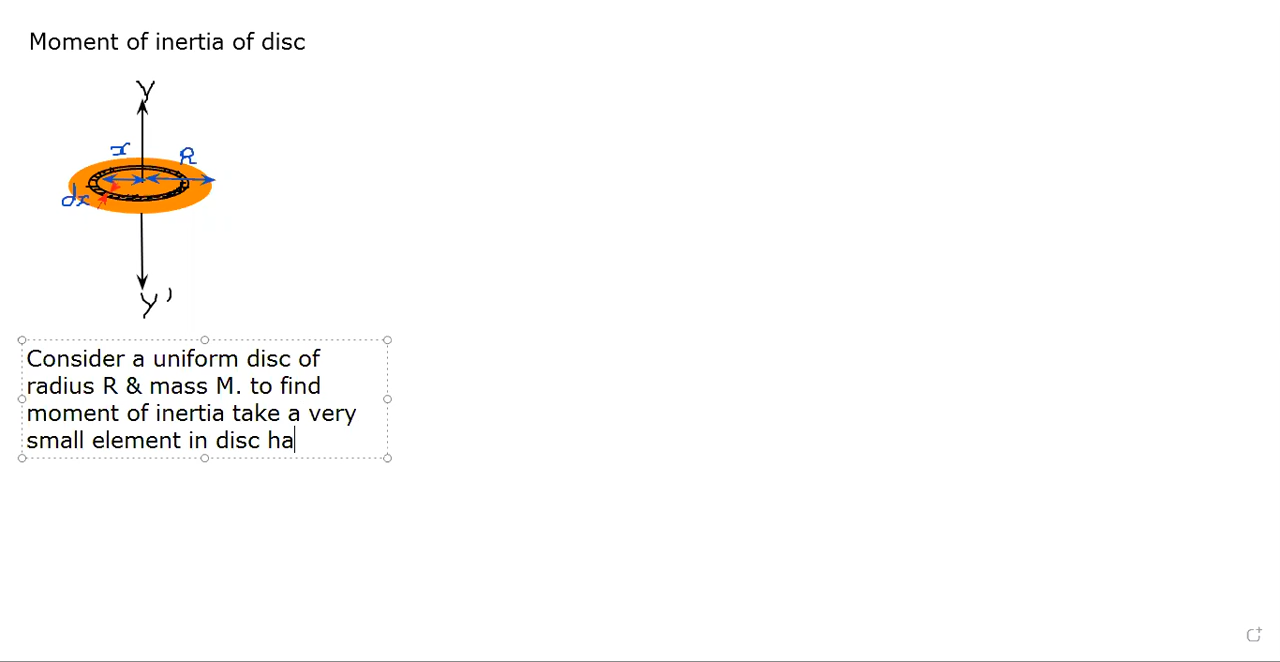 Moment of inertia of disc
Y
x
R
dx
Y'
Consider a uniform disc of
radius R & mass M. to find
moment of inertia take a very
small element in disc ha